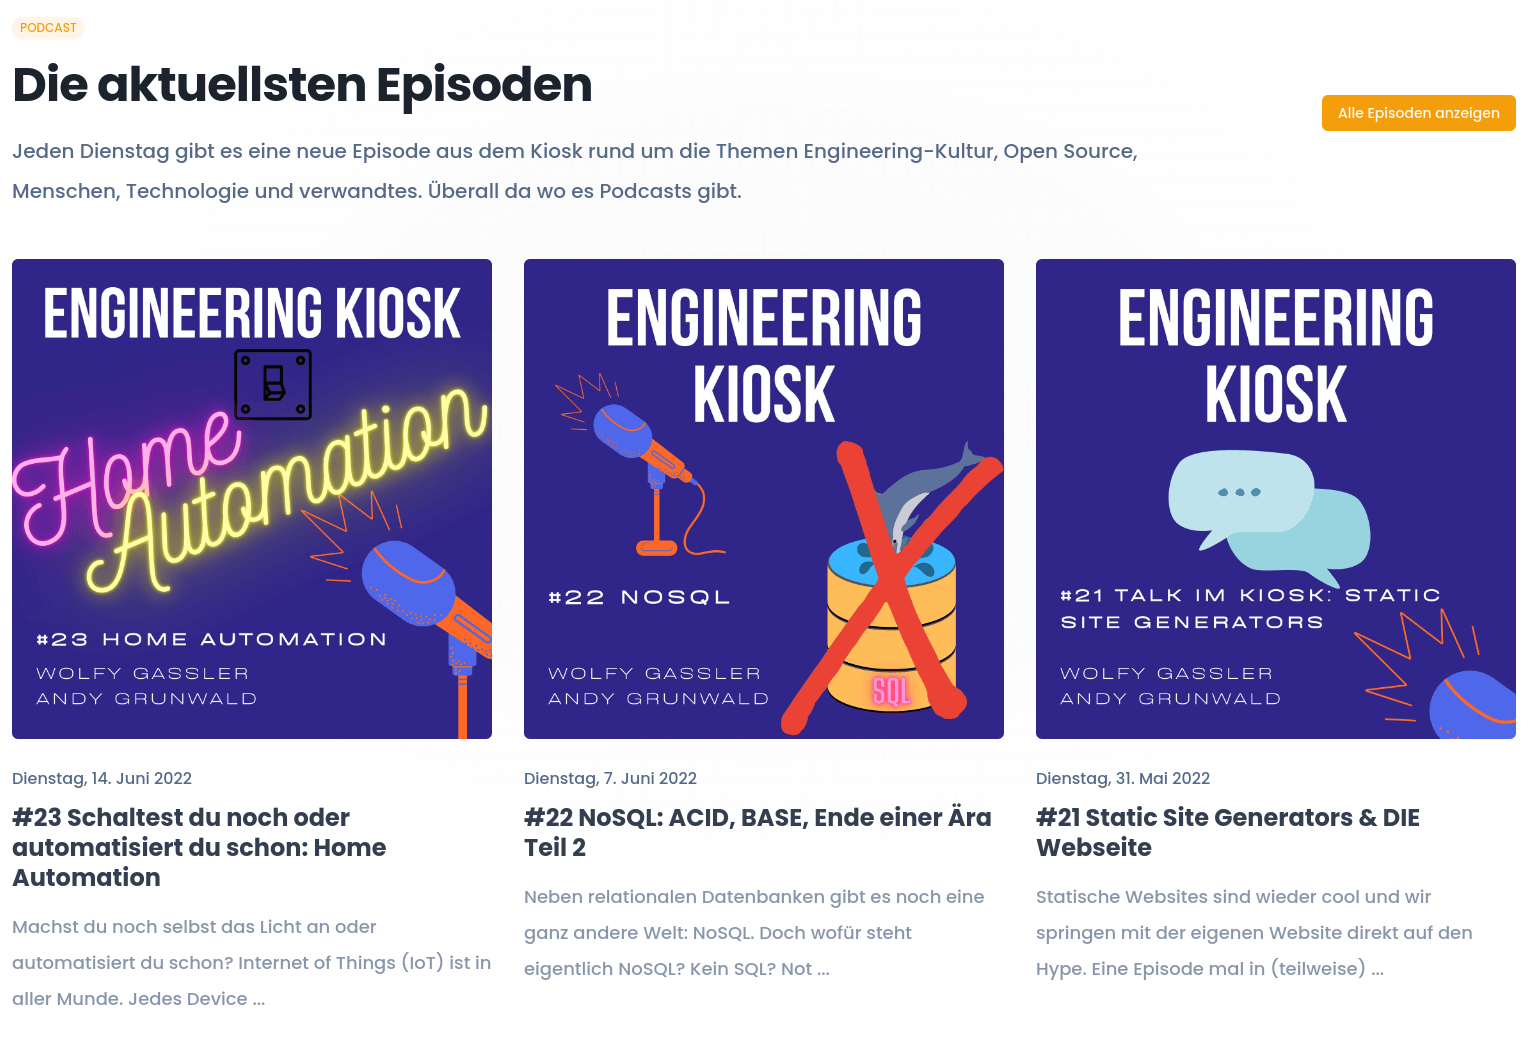 PODCAST
Die aktuellsten Episoden
Alle Episoden anzeigen
Jeden Dienstag gibt es eine neue Episode aus dem Kiosk rund um die Themen Engineering-Kultur, Open Source,
Menschen, Technologie und verwandtes. Überall da wo es Podcasts gibt.
ENGINEERING KIOSK
Home
Automation
#23 HOME AUTOMATION
WOLFY GASSLER
ANDY GRUNWALD
Dienstag, 14. Juni 2022
#23 Schaltest du noch oder
automatisiert du schon: Home
Automation
Machst du noch selbst das Licht an oder
automatisiert du schon? Internet of Things (IoT) ist in
aller Munde. Jedes Device ...
ENGINEERING
KIOSK
#22 NOSQL
SQL
WOLFY GASSLER
ANDY GRUNWALD
Dienstag, 7. Juni 2022
#22 NoSQL: ACID, BASE, Ende einer Ära
Teil 2
Neben relationalen Datenbanken gibt es noch eine
ganz andere Welt: NoSQL. Doch wofür steht
eigentlich NoSQL? Kein SQL? Not ...
ENGINEERING
KIOSK
#21 TALK IM KIOSK: STATIC
SITE GENERATORS
WOLFY GASSLER
ANDY GRUNWALD
Dienstag, 31. Mai 2022
#21 Static Site Generators & DIE
Webseite
Statische Websites sind wieder cool und wir
springen mit der eigenen Website direkt auf den
Hype. Eine Episode mal in (teilweise) ...